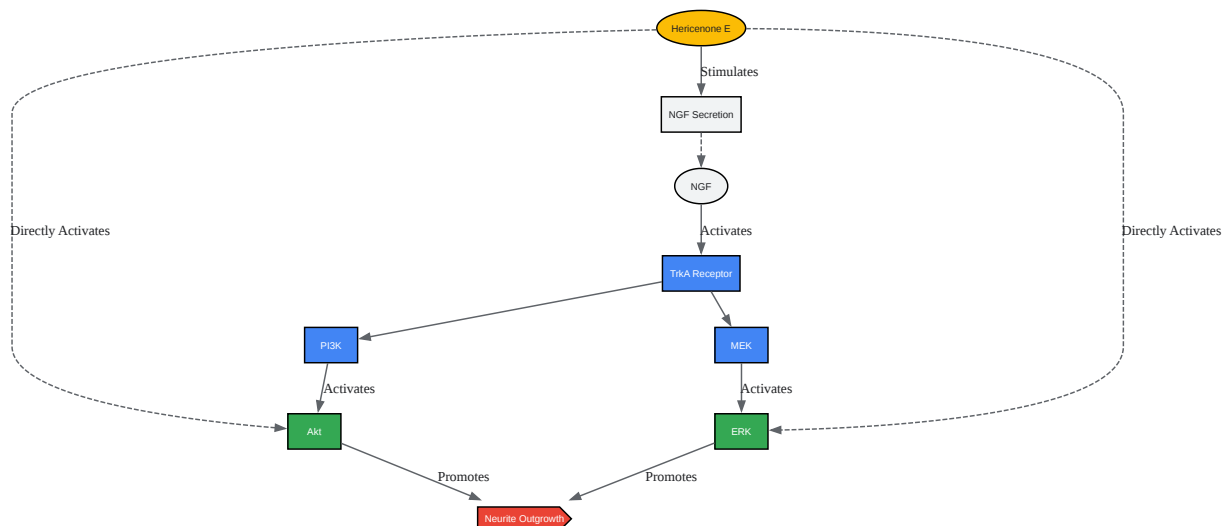 Hericenone E
Stimulates
NGF Secretion
NGF
Directly Activates
Activates
Directly Activates
TrkA Receptor
PI3K
MEK
Activates
Activates
Akt
ERK
Promotes
Promotes
Neurite Outgrowth